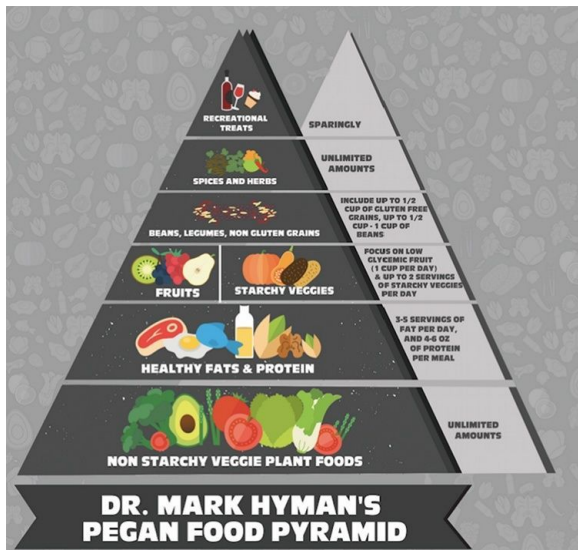 RECREATIONAL
TREATS
SPARINGLY
SPICES AND HERBS
UNLIMITED
AMOUNTS
BEANS, LEGUMES, NON GLUTEN GRAINS
INCLUDE UP TO 1/2
CUP OF GLUTEN FREE
GRAINS, UP TO 1/2
CUP - 1 CUP OF
BEANS
FRUITS
STARCHY VEGGIES
FOCUS ON LOW
GLYCEMIC FRUIT
(1 CUP PER DAY)
& UP TO 2 SERVINGS
OF STARCHY VEGGIES
PER DAY
HEALTHY FATS & PROTEIN
3-5 SERVINGS OF
FAT PER DAY,
AND 4-6 OZ
OF PROTEIN
PER MEAL
NON STARCHY VEGGIE PLANT FOODS
UNLIMITED
AMOUNTS
DR. MARK HYMAN'S
PEGAN FOOD PYRAMID